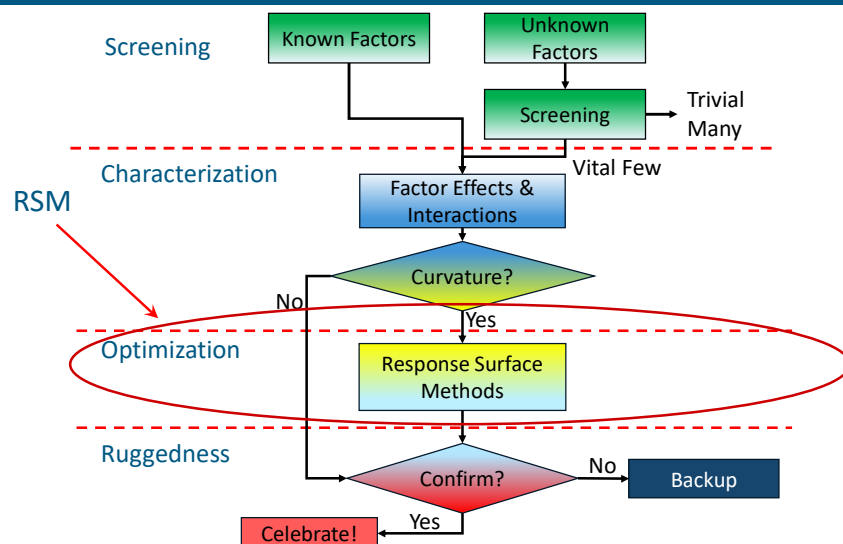 Screening
Known Factors
Unknown
Factors
Screening
Trivial
Many
Characterization
Vital Few
RSM
Factor Effects &
Interactions
Curvature?
No
Yes
Optimization
Response Surface
Methods
Ruggedness
Confirm?
No
Backup
Yes
Celebrate!